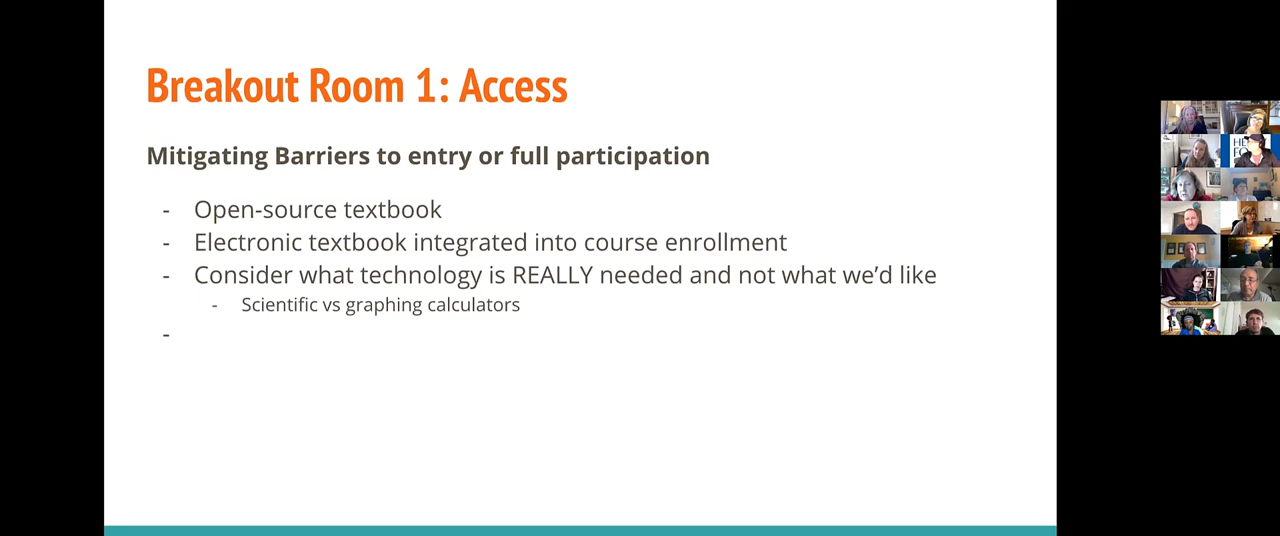 Breakout Room 1: Access
Mitigating Barriers to entry or full participation
- Open-source textbook
- Electronic textbook integrated into course enrollment
- Consider what technology is REALLY needed and not what we’d like
- Scientific vs graphing calculators
-